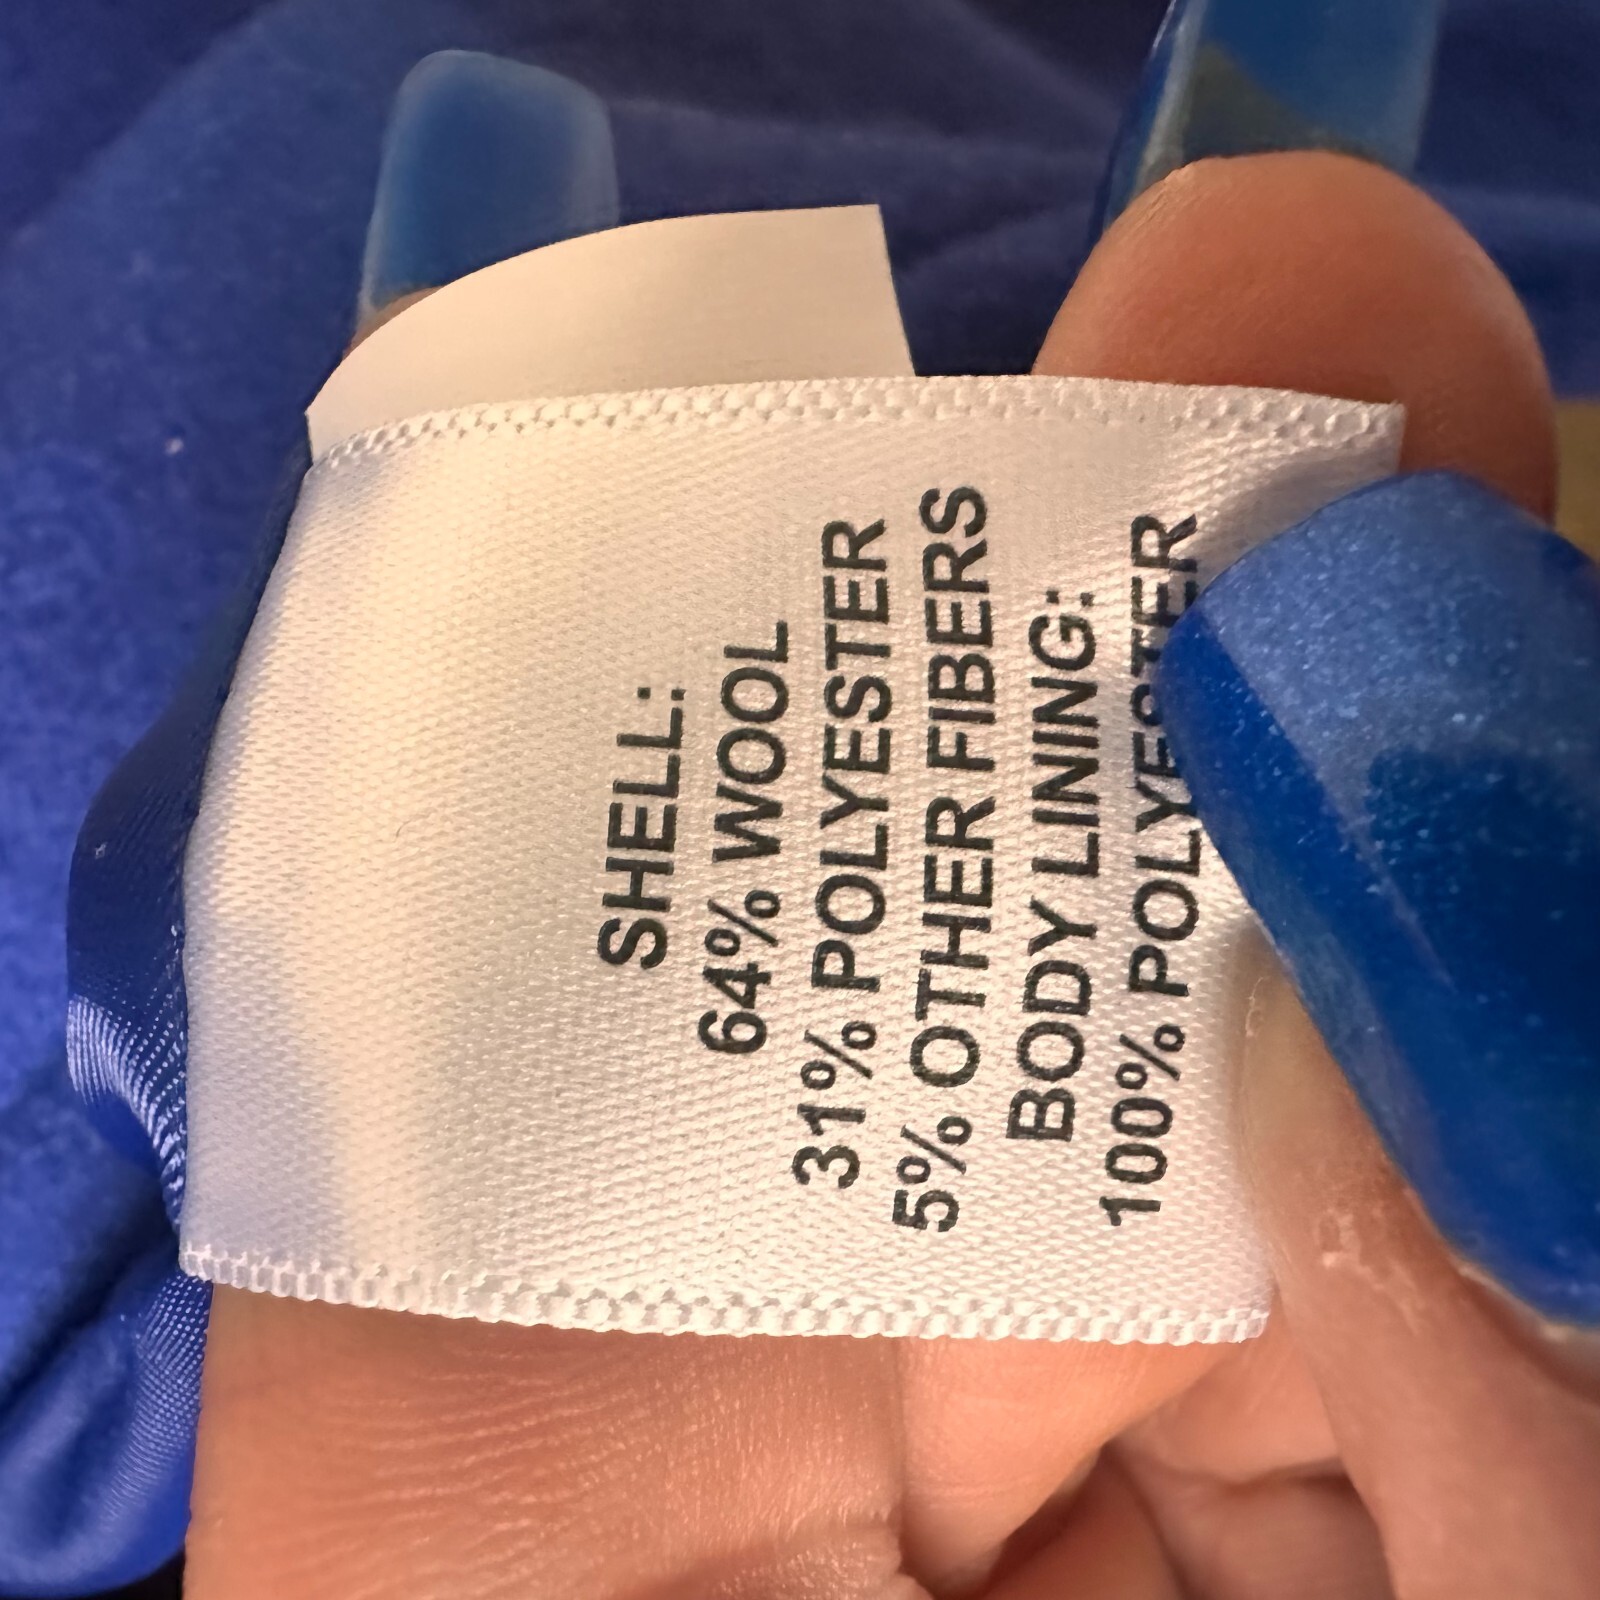 SHELL:
64% WOOL
31% POLYESTER
5% OTHER FIBERS
BODY LINING:
100% POLYESTER